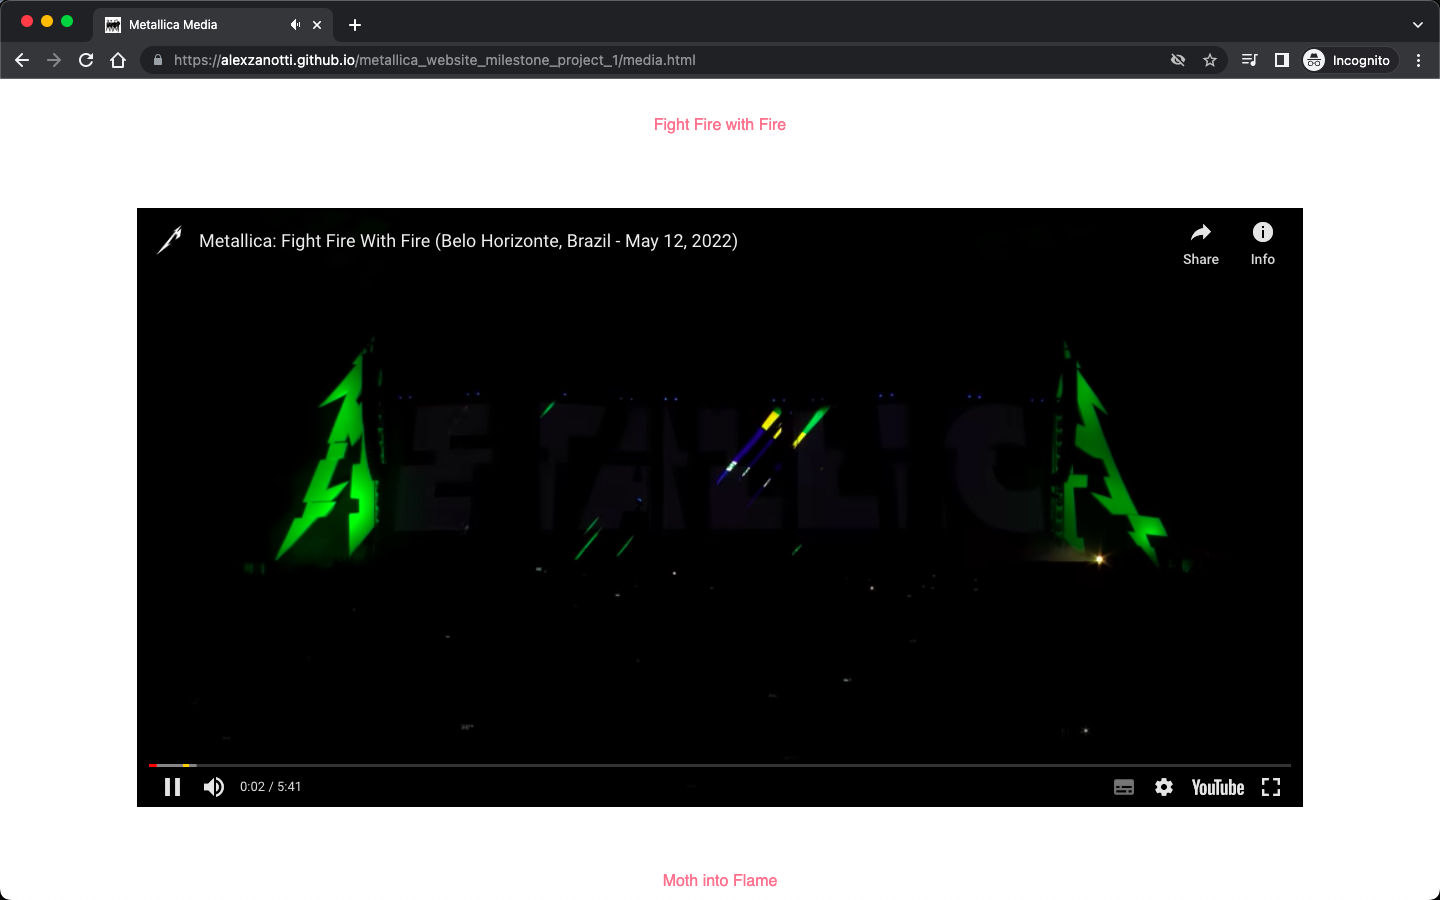 Metallica Media
https://alexzanotti.github.io/metallica_website_milestone_project_1/media.html
Incognito
Fight Fire with Fire
Metallica: Fight Fire With Fire (Belo Horizonte, Brazil - May 12, 2022)
Share
Info
ETALLIC
0:02 / 5:41
YouTube
Moth into Flame